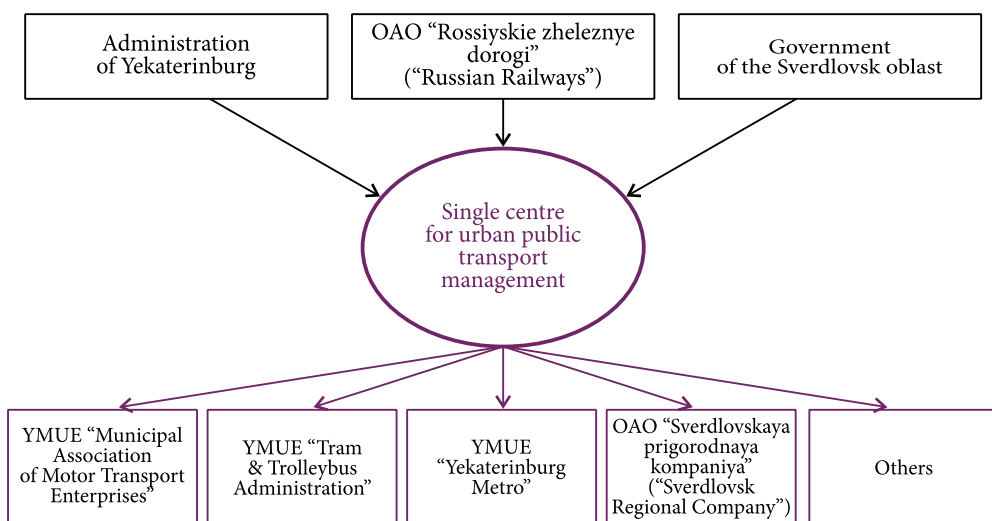 Administration
of Yekaterinburg
OAO “Rossiyskie zheleznye
dorogi”
(“Russian Railways”)
Government
of the Sverdlovsk oblast
Single centre
for urban public
transport
management
YMUE “Municipal
Association
of Motor Transport
Enterprises”
YMUE “Tram
& Trolleybus
Administration”
YMUE
“Yekaterinburg
Metro”
OAO “Sverdlovskaya
prigorodnaya
kompaniya”
(“Sverdlovsk
Regional Company”)
Others